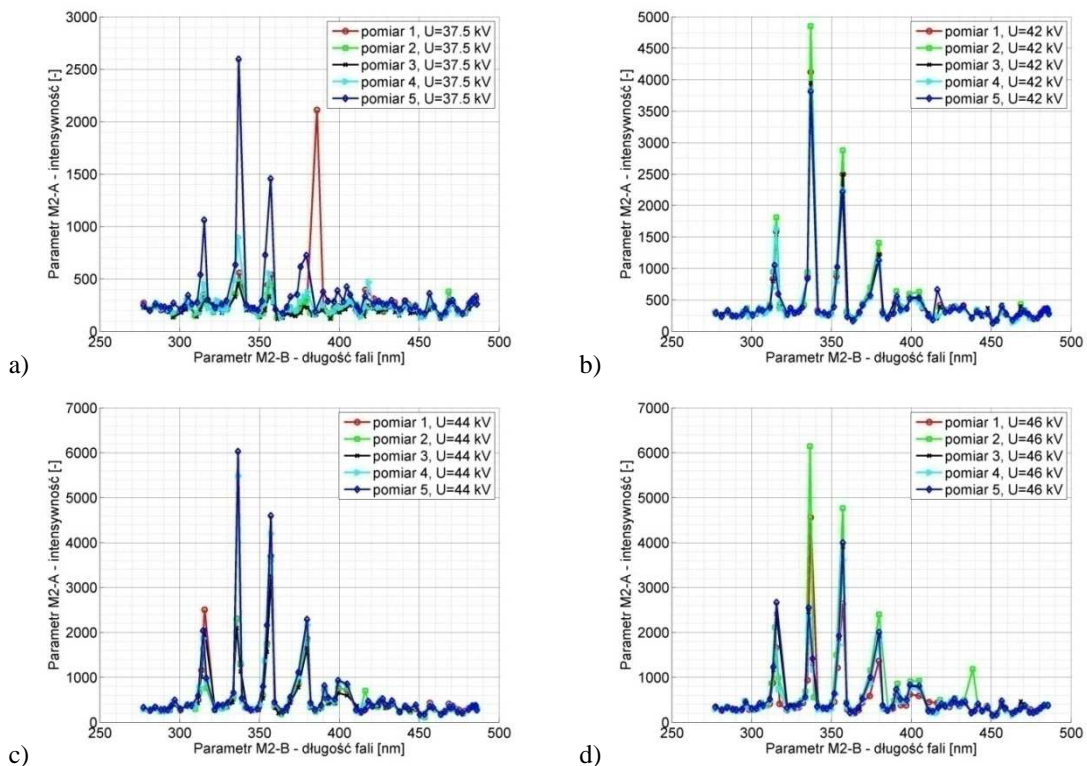 3000
2500
2000
1500
1000
500
0
250
300
350
400
450
500
Parametr M2-A - intensywność [-]
Parametr M2-B - długość fali [nm]
pomiar 1, U=37.5 kV
pomiar 2, U=37.5 kV
pomiar 3, U=37.5 kV
pomiar 4, U=37.5 kV
pomiar 5, U=37.5 kV
a)
5000
4500
4000
3500
3000
2500
2000
1500
1000
500
0
250
300
350
400
450
500
Parametr M2-A - intensywność [-]
Parametr M2-B - długość fali [nm]
pomiar 1, U=42 kV
pomiar 2, U=42 kV
pomiar 3, U=42 kV
pomiar 4, U=42 kV
pomiar 5, U=42 kV
b)
7000
6000
5000
4000
3000
2000
1000
0
250
300
350
400
450
500
Parametr M2-A - intensywność [-]
Parametr M2-B - długość fali [nm]
pomiar 1, U=44 kV
pomiar 2, U=44 kV
pomiar 3, U=44 kV
pomiar 4, U=44 kV
pomiar 5, U=44 kV
c)
7000
6000
5000
4000
3000
2000
1000
0
250
300
350
400
450
500
Parametr M2-A - intensywność [-]
Parametr M2-B - długość fali [nm]
pomiar 1, U=46 kV
pomiar 2, U=46 kV
pomiar 3, U=46 kV
pomiar 4, U=46 kV
pomiar 5, U=46 kV
d)